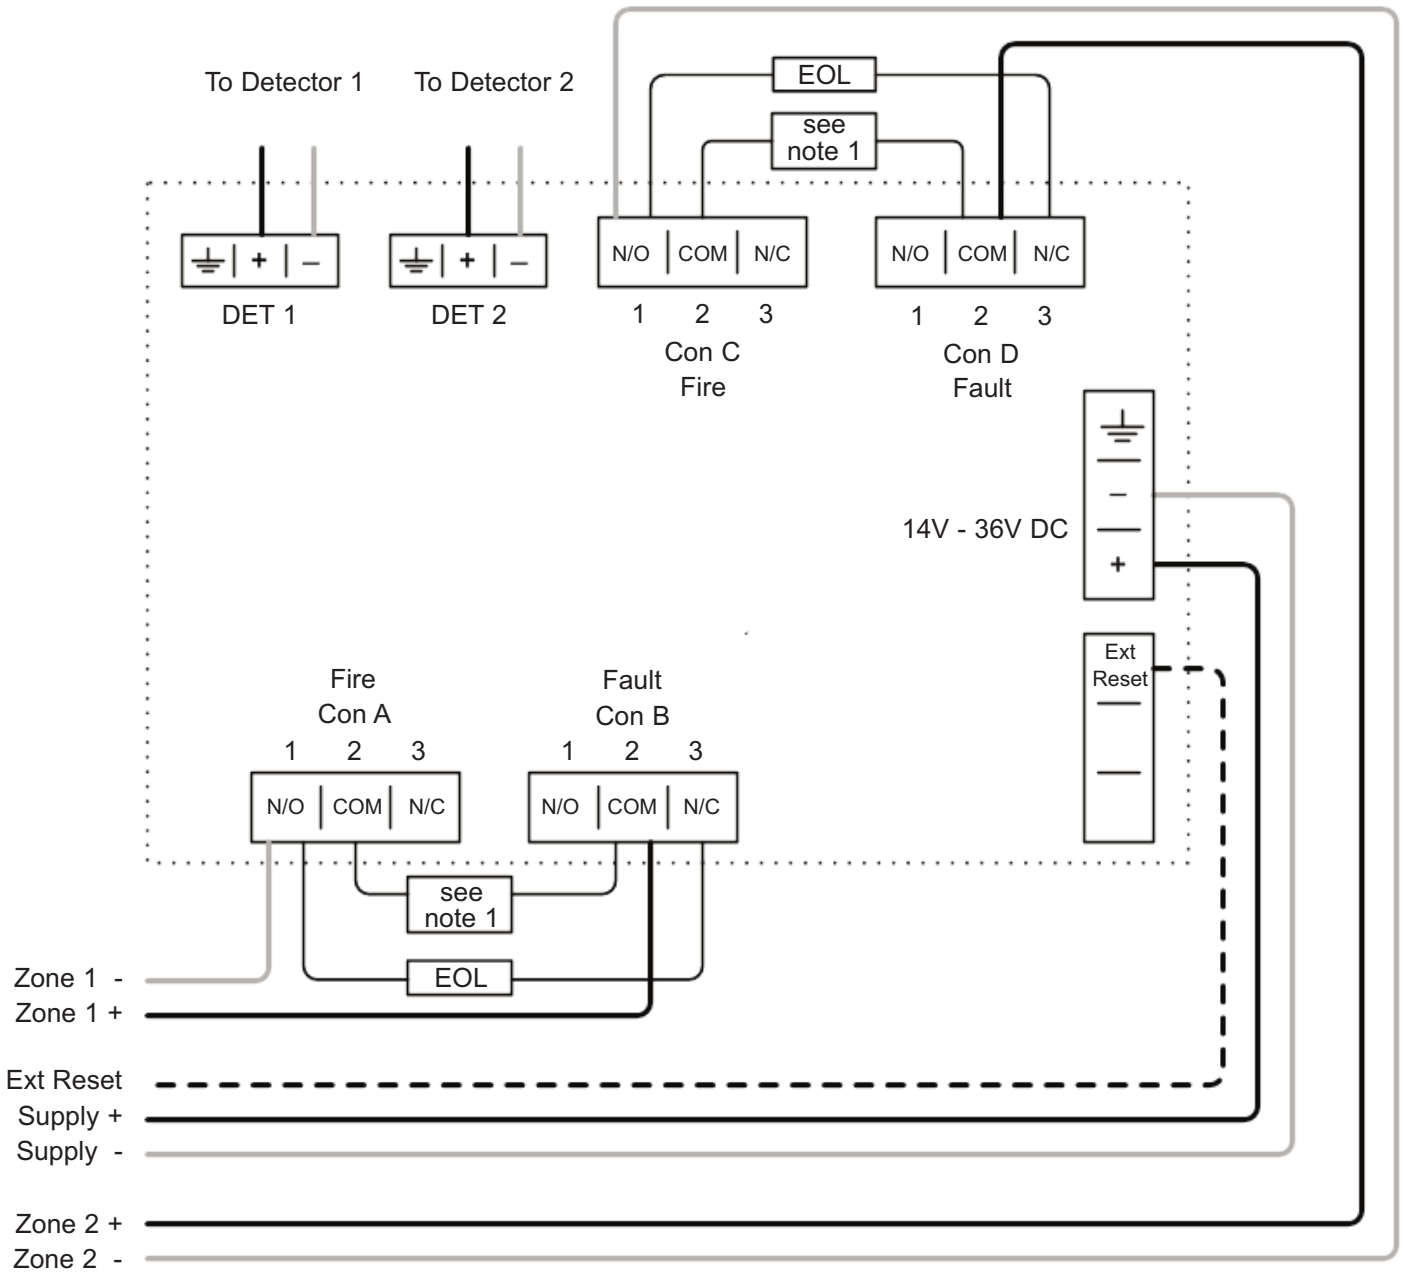 To Detector 1
To Detector 2
EOL
see
note 1
+
–
+
–
N/O COM N/C
N/O COM N/C
DET 1
DET 2
1 2 3
1 2 3
Con C
Con D
Fire
Fault
–
14V - 36V DC
+
Ext
Reset
Fire
Fault
Con A
Con B
1 2 3
1 2 3
N/O COM N/C
N/O COM N/C
see
note 1
EOL
Zone 1 -
Zone 1 +
Ext Reset
Supply +
Supply -
Zone 2 +
Zone 2 -